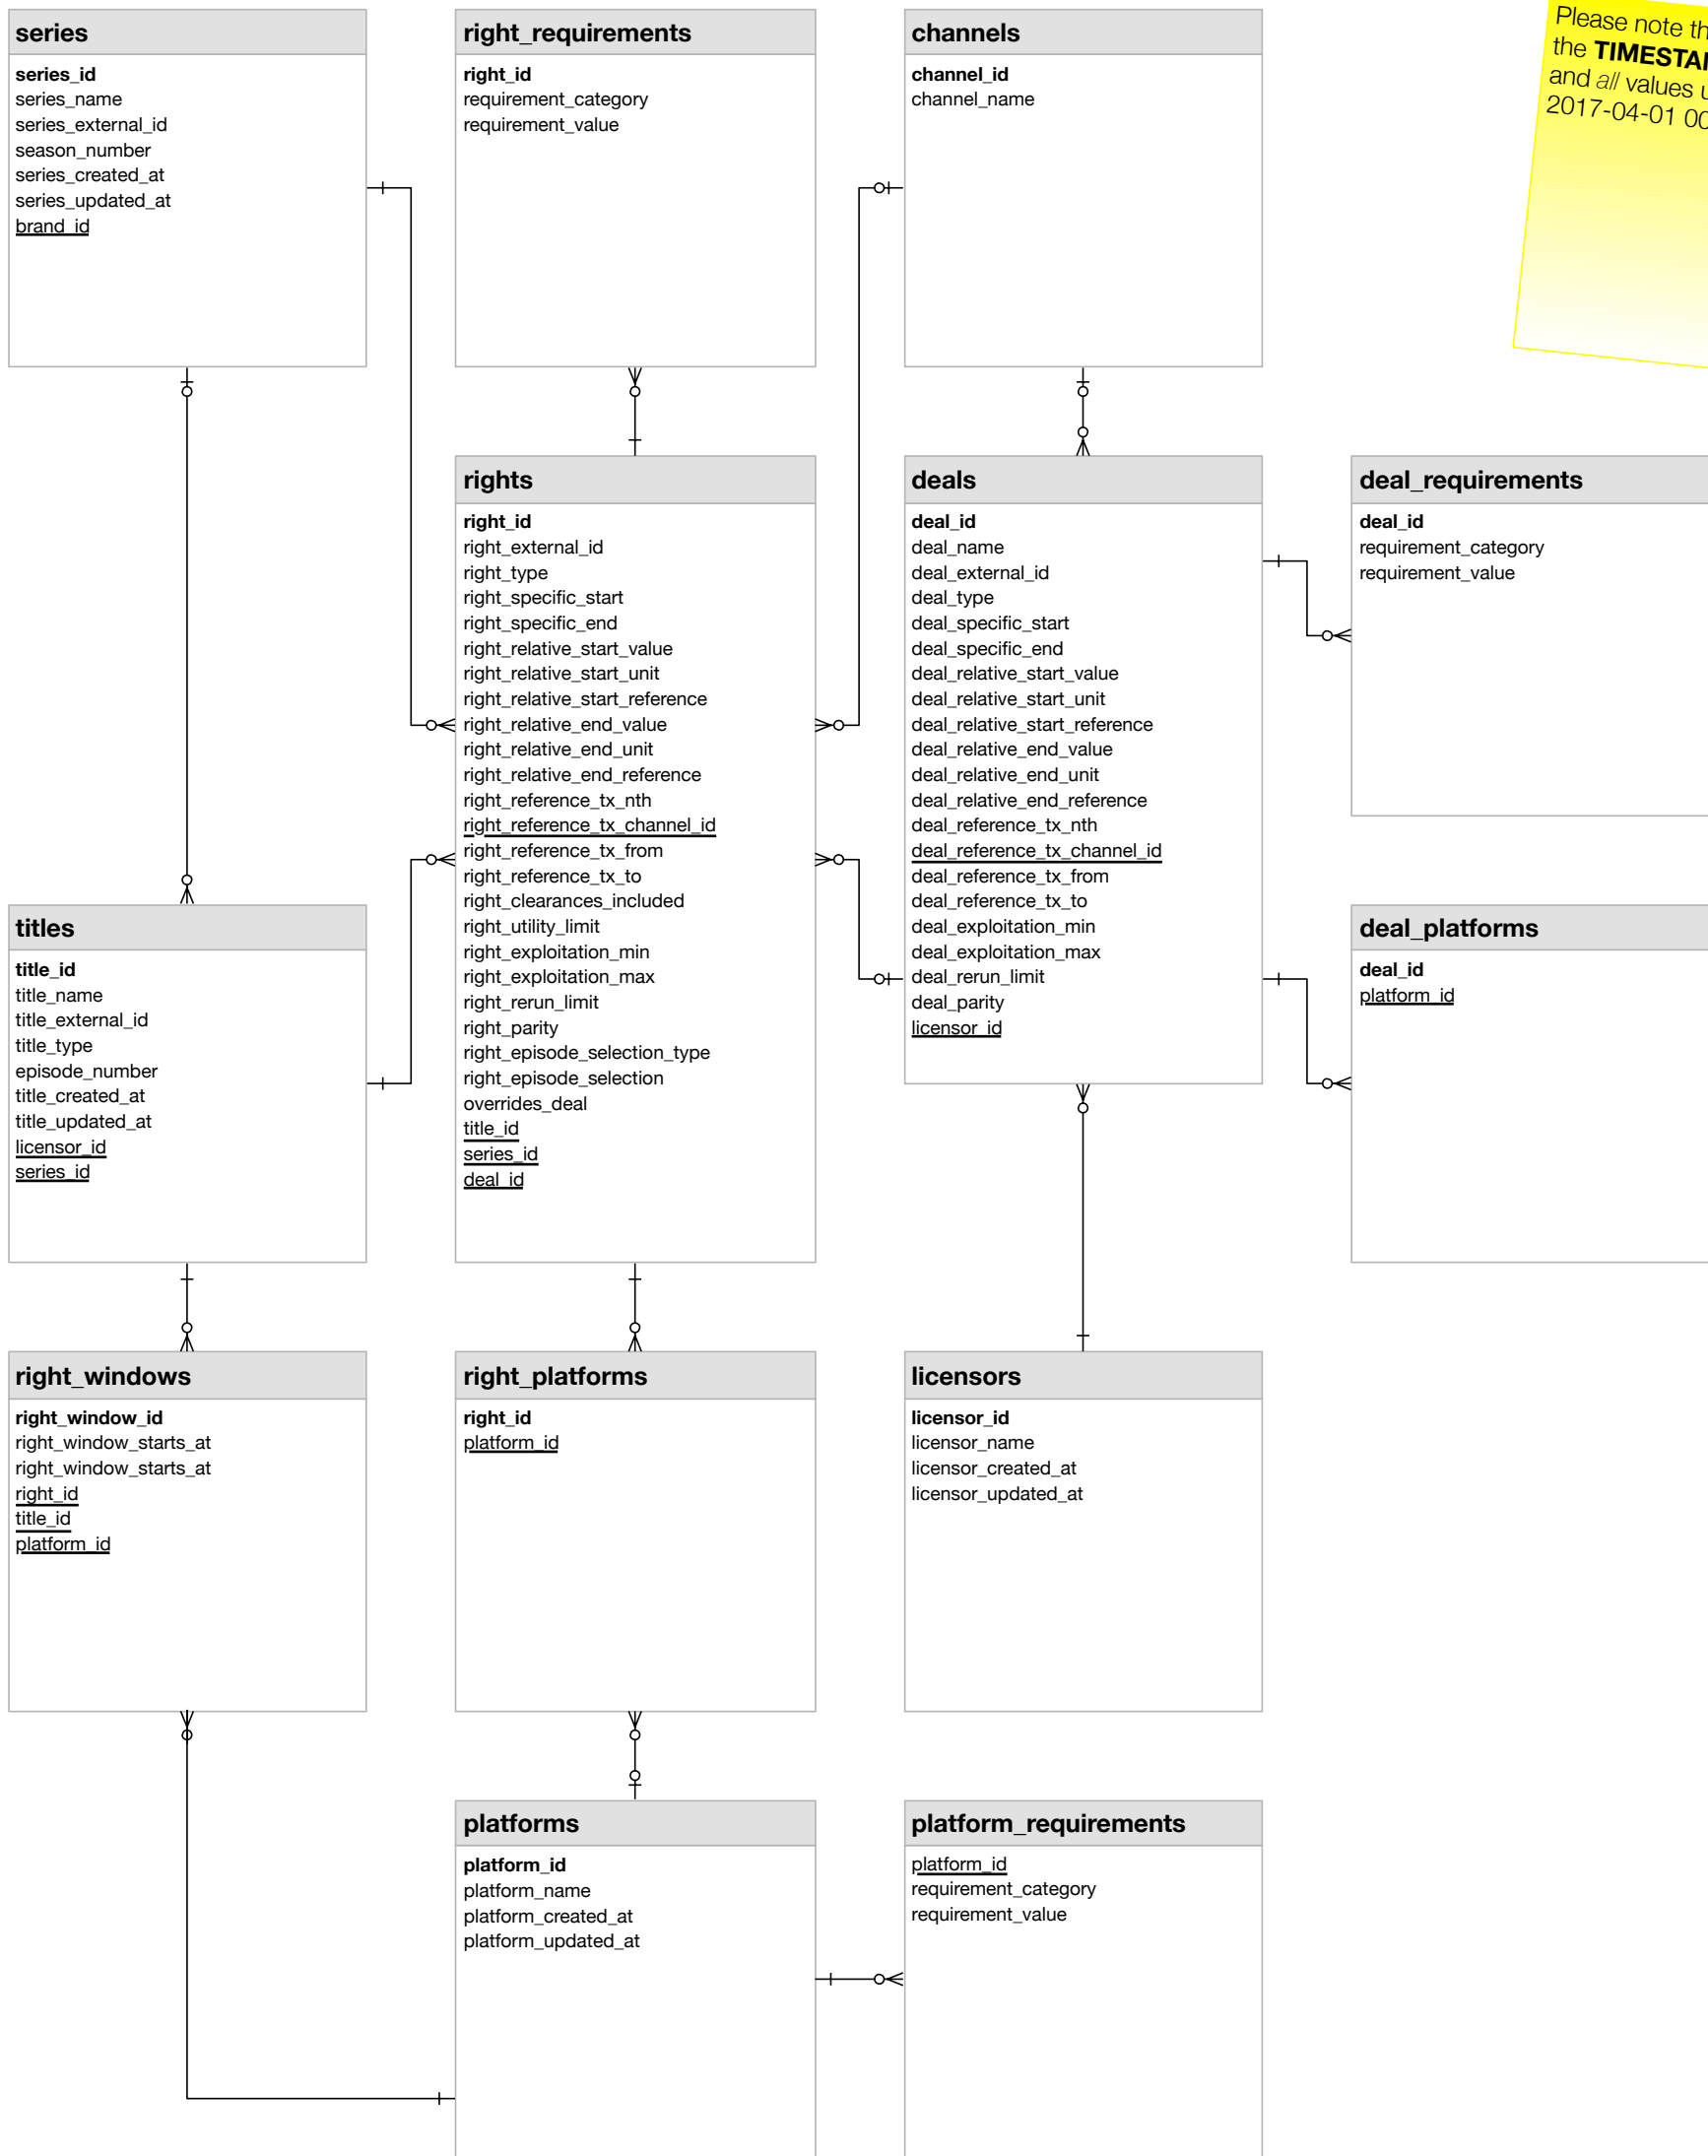 series
series_id
series_name
series_external_id
season_number
series_created_at
series_updated_at
brand_id
right_requirements
right_id
requirement_category
requirement_value
channels
channel_id
channel_name
Please note
the
and all values
2017-04-01
rights
right_id
right_external_id
right_type
right_specific_start
right_specific_end
right_relative_start_value
right_relative_start_unit
right_relative_start_reference
right_relative_end_value
right_relative_end_unit
right_relative_end_reference
right_reference_tx_nth
right_reference_tx_channel_id
right_reference_tx_from
right_reference_tx_to
right_clearances_included
right_utility_limit
right_exploitation_min
right_exploitation_max
right_rerun_limit
right_parity
right_episode_selection_type
right_episode_selection
overrides_deal
title_id
series_id
deal_id
deals
deal_id
deal_name
deal_external_id
deal_type
deal_specific_start
deal_specific_end
deal_relative_start_value
deal_relative_start_unit
deal_relative_start_reference
deal_relative_end_value
deal_relative_end_unit
deal_relative_end_reference
deal_reference_tx_nth
deal_reference_tx_channel_id
deal_reference_tx_from
deal_reference_tx_to
deal_exploitation_min
deal_exploitation_max
deal_rerun_limit
deal_parity
licensor_id
deal_requirements
deal_id
requirement_category
requirement_value
titles
title_id
title_name
title_external_id
title_type
episode_number
title_created_at
title_updated_at
licensor_id
series_id
deal_platforms
deal_id
platform_id
right_windows
right_window_id
right_window_starts_at
right_window_starts_at
right_id
title_id
platform_id
right_platforms
right_id
platform_id
licensors
licensor_id
licensor_name
licensor_created_at
licensor_updated_at
platforms
platform_id
platform_name
platform_created_at
platform_updated_at
platform_requirements
platform_id
requirement_category
requirement_value